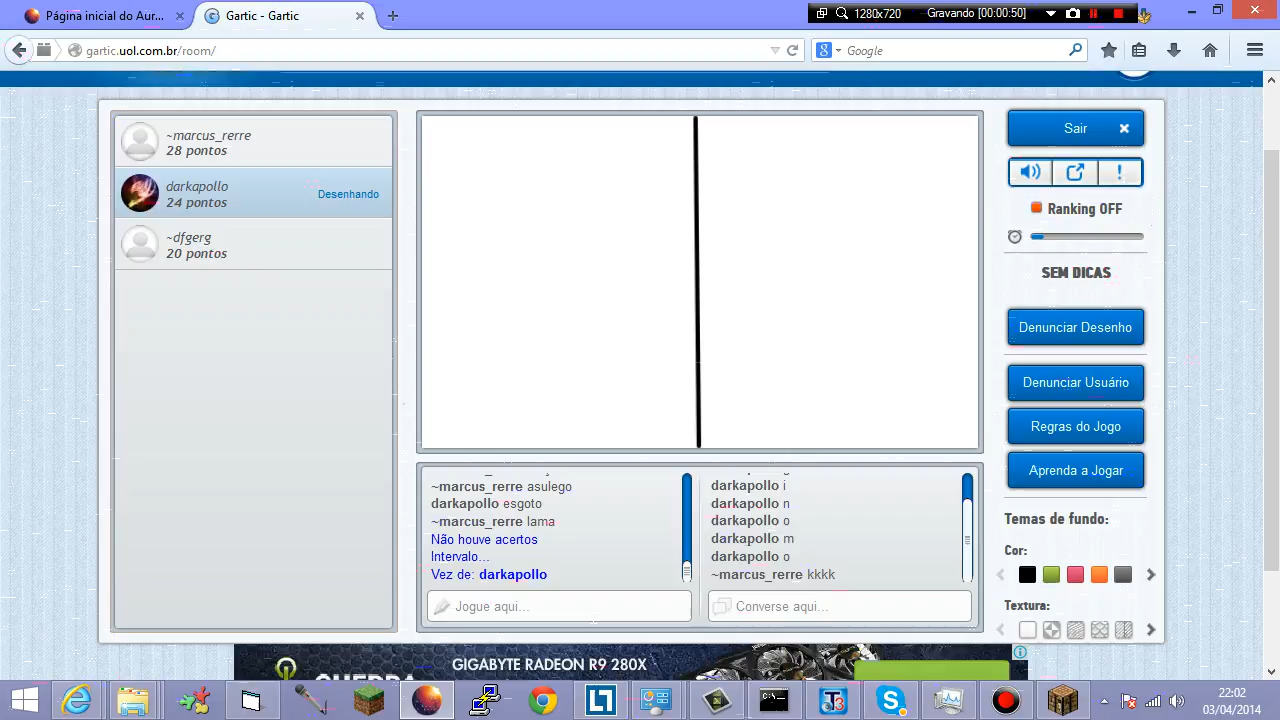 Página inicial do Aur...
Gartic - Gartic
1280x720
Gravando [00:00:50]
gartic.uol.com.br/room/
Google
~marcus_rerre
28 pontos
darkapollo
24 pontos
Desenhando
~dfgerg
20 pontos
Sair
Ranking OFF
SEM DICAS
Denunciar Desenho
Denunciar Usuário
Regras do Jogo
Aprenda a Jogar
Temas de fundo:
Cor:
Textura:
~marcus_rerre asulego
darkapollo esgoto
~marcus_rerre lama
Não houve acertos
Intervalo...
Vez de: darkapollo
Jogue aqui...
darkapollo i
darkapollo n
darkapollo o
darkapollo m
darkapollo o
~marcus_rerre kkkk
Converse aqui...
GIGABYTE RADEON R9 280X
22:02
03/04/2014